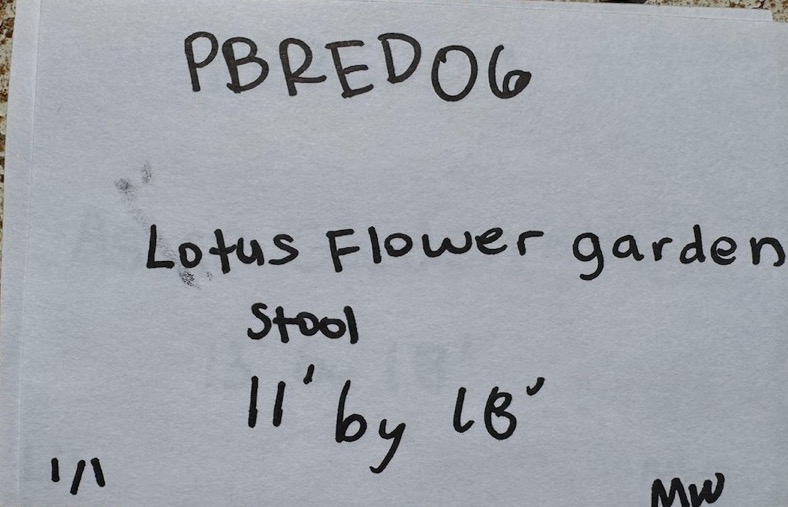 PBRED06
Lotus Flower garden
Stool
11' by 18'
1/1
MW